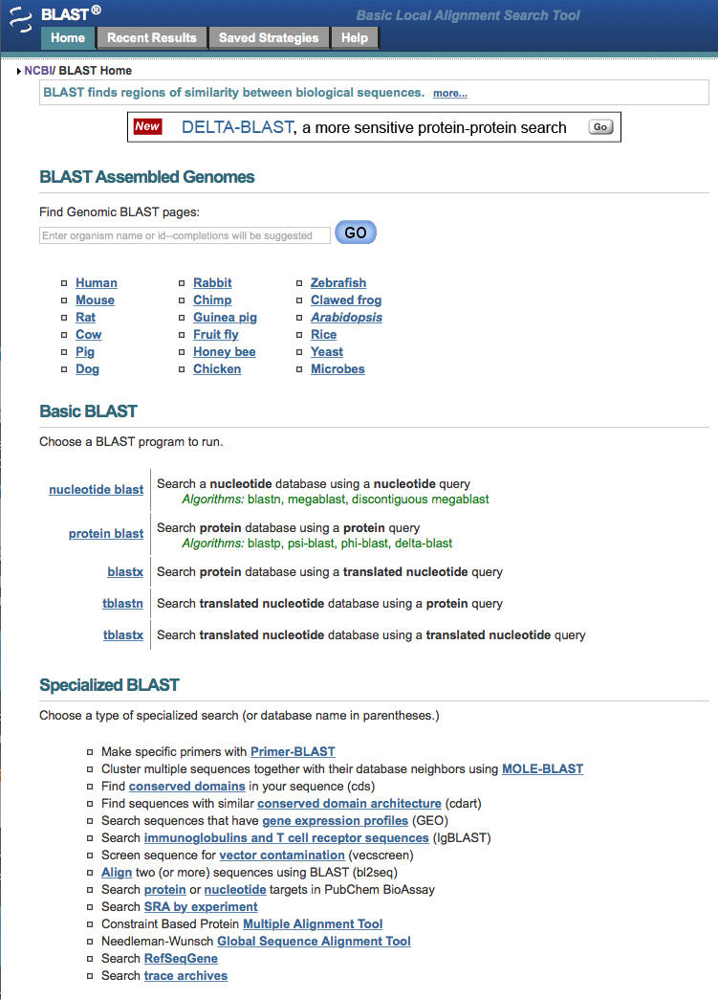 BLAST®
Basic Local Alignment Search Tool
Home Recent Results Saved Strategies Help
NCBI/ BLAST Home
BLAST finds regions of similarity between biological sequences. more...
New DELTA-BLAST, a more sensitive protein-protein search Go
BLAST Assembled Genomes
Find Genomic BLAST pages:
Enter organism name or id--completions will be suggested GO
Human Rabbit Zebrafish
Mouse Chimp Clawed frog
Rat Guinea pig Arabidopsis
Cow Fruit fly Rice
Pig Honey bee Yeast
Dog Chicken Microbes
Basic BLAST
Choose a BLAST program to run.
nucleotide blast Search a nucleotide database using a nucleotide query
Algorithms: blastn, megablast, discontiguous megablast
protein blast Search protein database using a protein query
Algorithms: blastp, psi-blast, phi-blast, delta-blast
blastx Search protein database using a translated nucleotide query
tblastn Search translated nucleotide database using a protein query
tblastx Search translated nucleotide database using a translated nucleotide query
Specialized BLAST
Choose a type of specialized search (or database name in parentheses.)
Make specific primers with Primer-BLAST
Cluster multiple sequences together with their database neighbors using MOLE-BLAST
Find conserved domains in your sequence (cds)
Find sequences with similar conserved domain architecture (cdart)
Search sequences that have gene expression profiles (GEO)
Search immunoglobulins and T cell receptor sequences (IgBLAST)
Screen sequence for vector contamination (vecscreen)
Align two (or more) sequences using BLAST (bl2seq)
Search protein or nucleotide targets in PubChem BioAssay
Search SRA by experiment
Constraint Based Protein Multiple Alignment Tool
Needleman-Wunsch Global Sequence Alignment Tool
Search RefSeqGene
Search trace archives